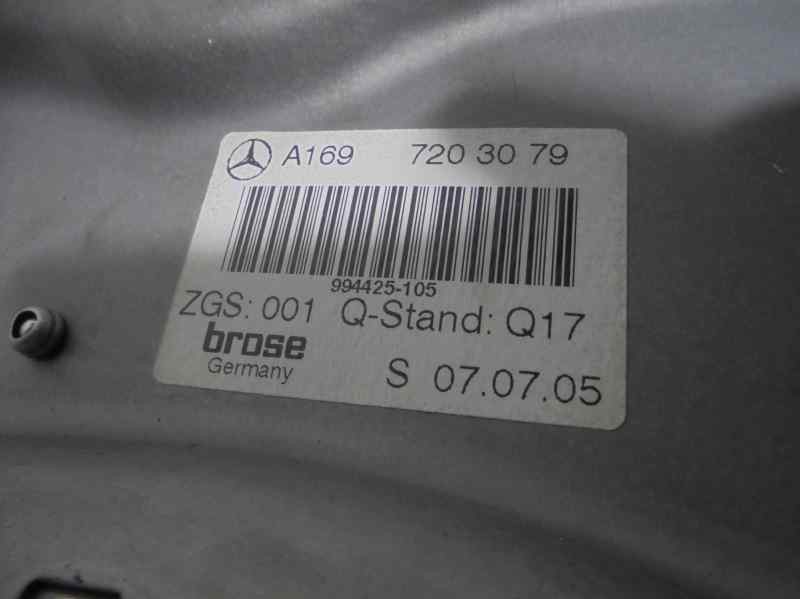 A169 720 30 79
994425-105
ZGS: 001 Q-Stand: Q17
brose
Germany
S 07.07.05